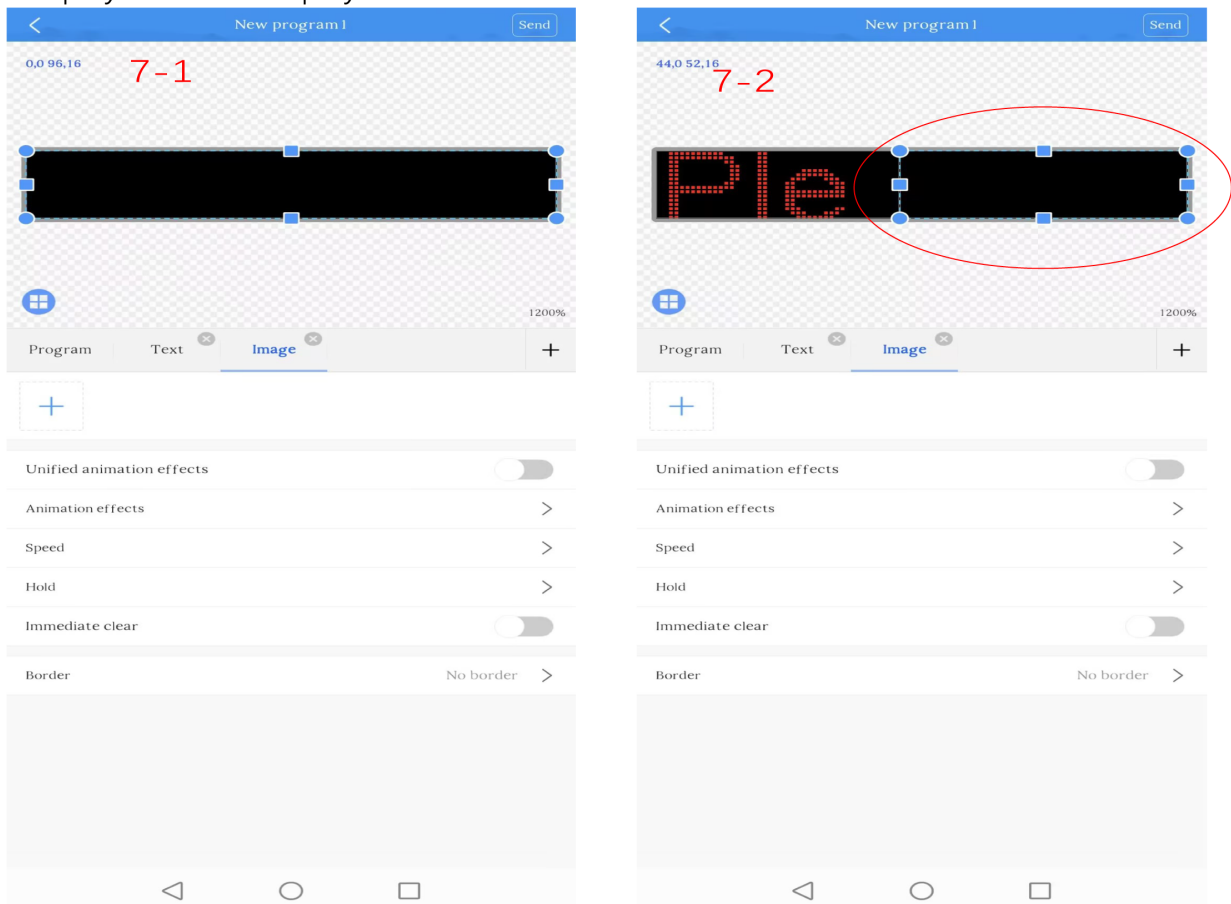 New program1
Send
0,0 96,16
7-1
1200%
Program
Text
Image
Unified animation effects
Animation effects
Speed
Hold
Immediate clear
Border
No border
New program1
Send
44,0 52,16
7-2
Ple
1200%
Program
Text
Image
Unified animation effects
Animation effects
Speed
Hold
Immediate clear
Border
No border